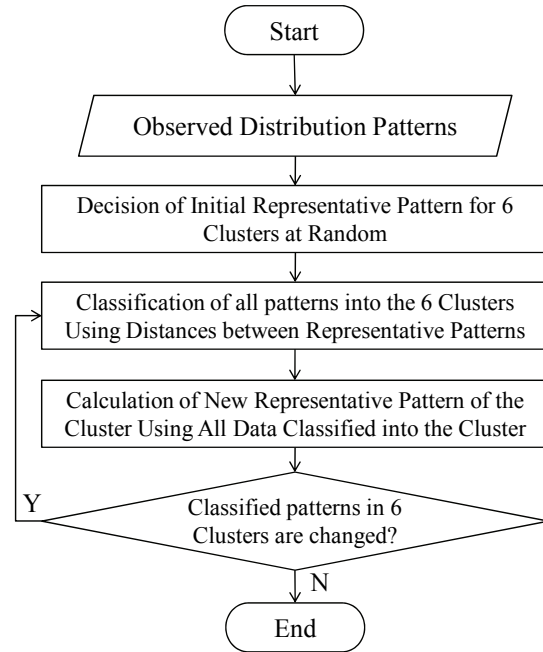 Start
Observed Distribution Patterns
Decision of Initial Representative Pattern for 6
Clusters at Random
Classification of all patterns into the 6 Clusters
Using Distances between Representative Patterns
Calculation of New Representative Pattern of the
Cluster Using All Data Classified into the Cluster
Y
Classified patterns in 6
Clusters are changed?
N
End